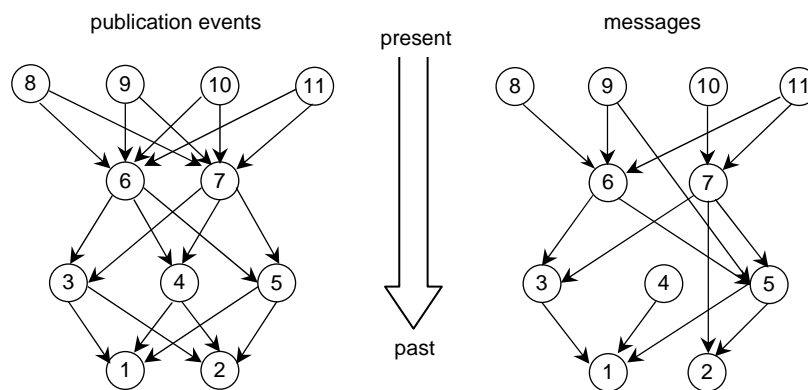 publication events
present
messages
8 9 10 11
8 9 10 11
6 7
6 7
3 4 5
3 4 5
past
1 2
1 2